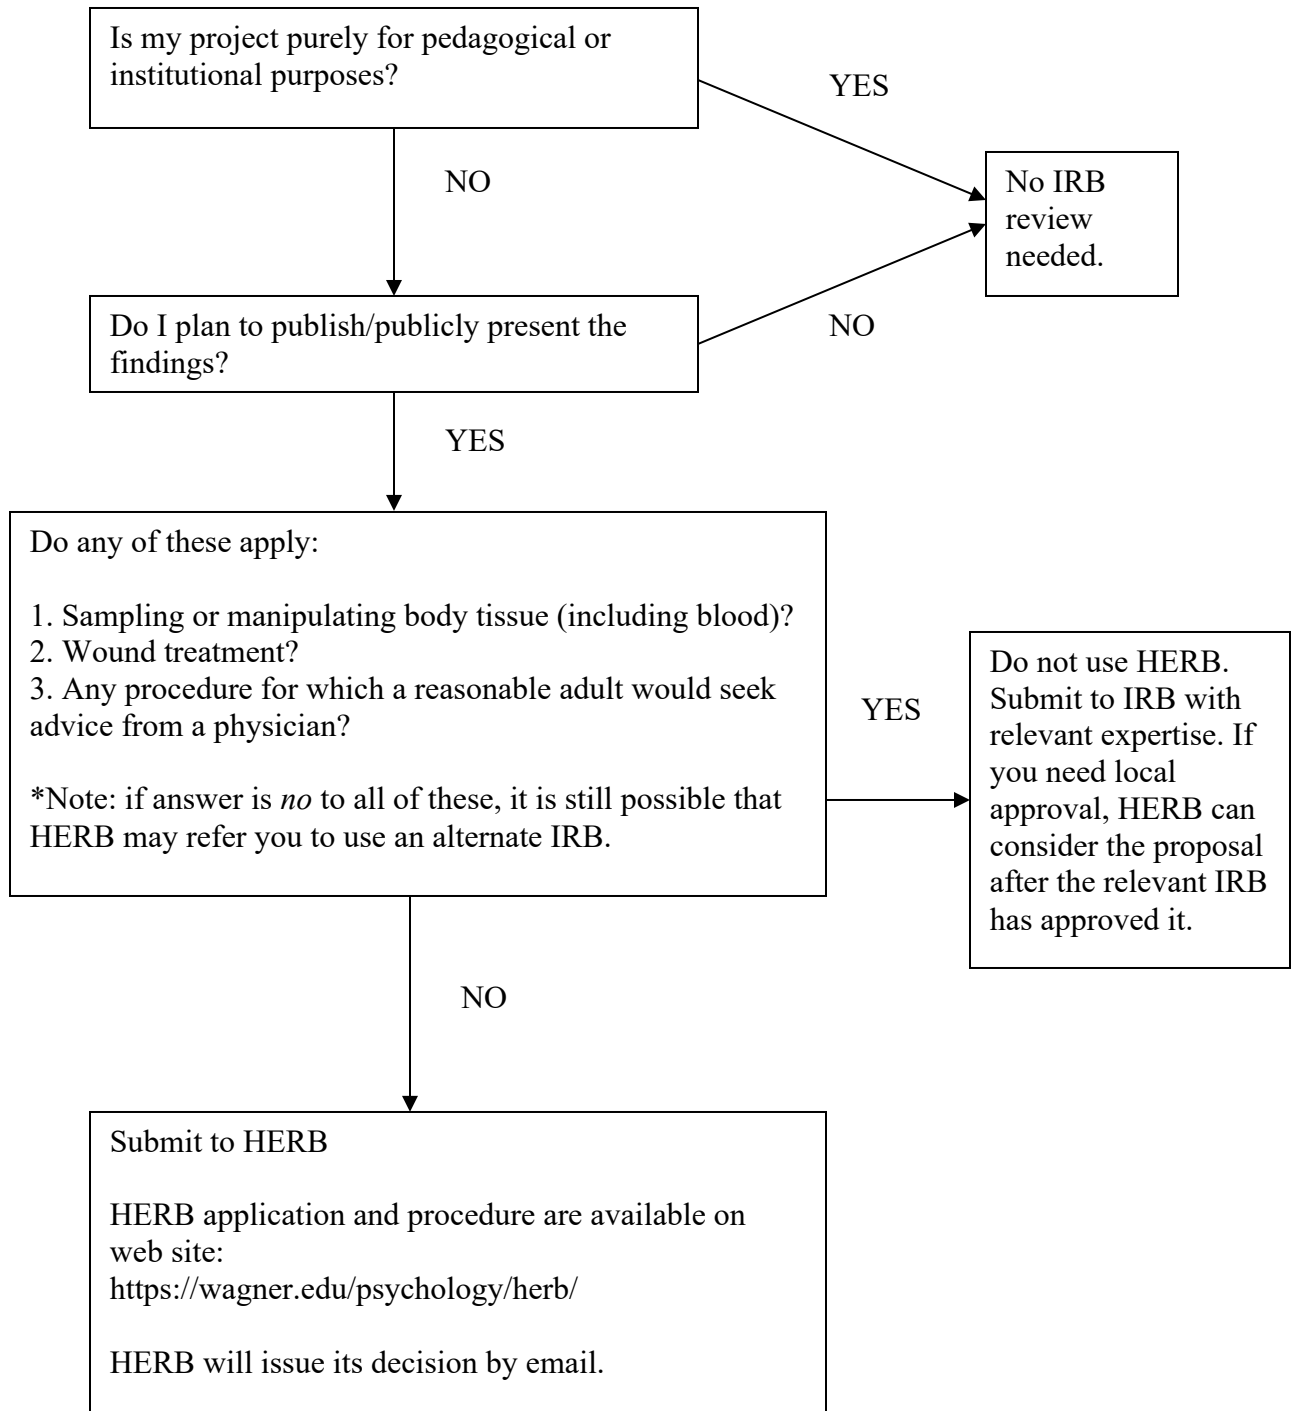 Is my project purely for pedagogical or
institutional purposes?
YES
NO
No IRB
review
needed.
Do I plan to publish/publicly present the
findings?
NO
YES
Do any of these apply:
1. Sampling or manipulating body tissue (including blood)?
2. Wound treatment?
3. Any procedure for which a reasonable adult would seek
advice from a physician?
*Note: if answer is no to all of these, it is still possible that
HERB may refer you to use an alternate IRB.
YES
Do not use HERB.
Submit to IRB with
relevant expertise. If
you need local
approval, HERB can
consider the proposal
after the relevant IRB
has approved it.
NO
Submit to HERB
HERB application and procedure are available on
web site:
https://wagner.edu/psychology/herb/
HERB will issue its decision by email.